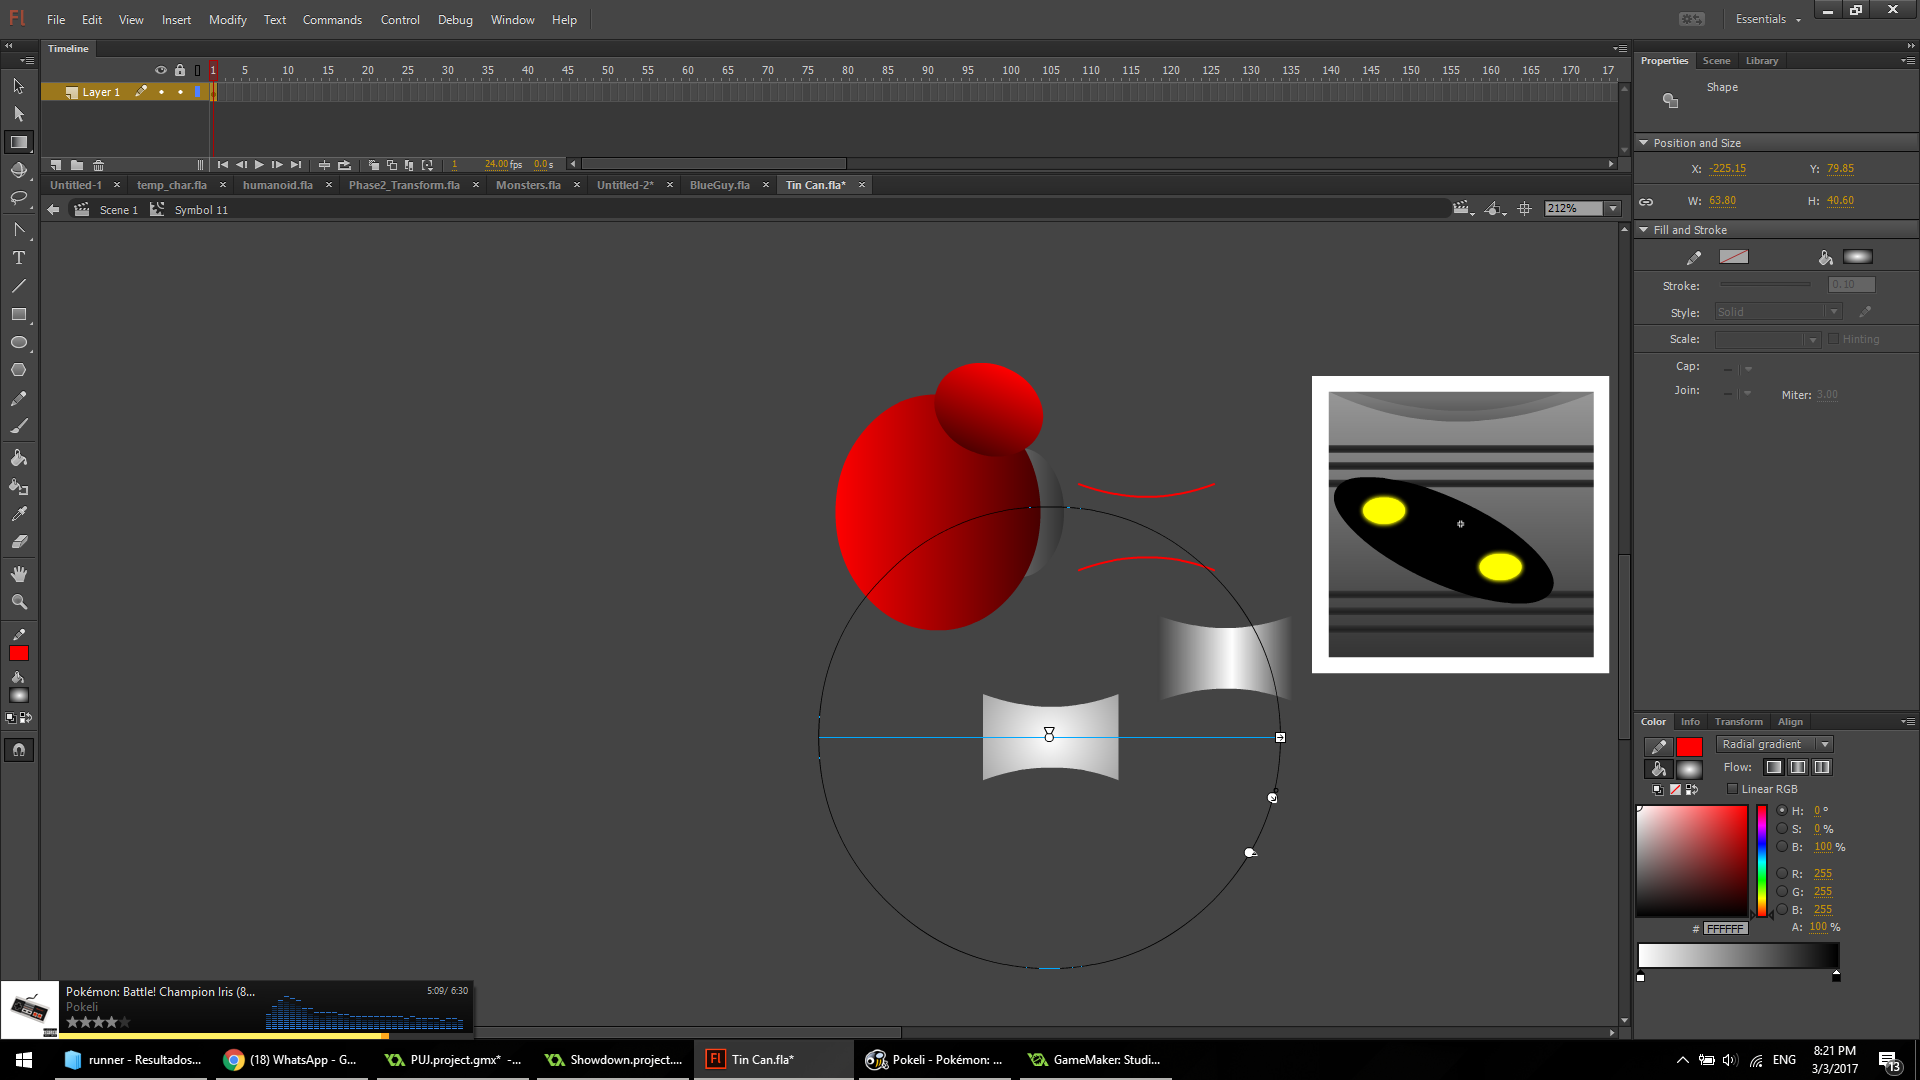 Fl File Edit View Insert Modify Text Commands Control Debug Window Help Essentials
Timeline
1 5 10 15 20 25 30 35 40 45 50 55 60 65 70 75 80 85 90 95 100 105 110 115 120 125 130 135 140 145 150 155 160 165 170 17
Layer 1
1 24.00 fps 0.0 s
Untitled-1 temp_char.fla humanoid.fla Phase2_Transform.fla Monsters.fla Untitled-2* BlueGuy.fla Tin Can.fla*
Scene 1 Symbol 11 212%
Properties Scene Library
Shape
Position and Size
X: -225.15 Y: 79.85
W: 63.80 H: 40.60
Fill and Stroke
Stroke: 0.10
Style: Solid
Scale: Hinting
Cap:
Join: Miter: 3.00
Color Info Transform Align
Radial gradient
Flow:
Linear RGB
H: 0 °
S: 0 %
B: 100 %
R: 255
G: 255
B: 255
# FFFFFF A: 100 %
Pokémon: Battle! Champion Iris (8... 5:09/ 6:30
Pokeli
runner - Resultados... (18) WhatsApp - G... PUJ.project.gmx* -... Showdown.project.... Fl Tin Can.fla* Pokeli - Pokémon: ... GameMaker: Studi... ENG
8:21 PM
3/3/2017
13